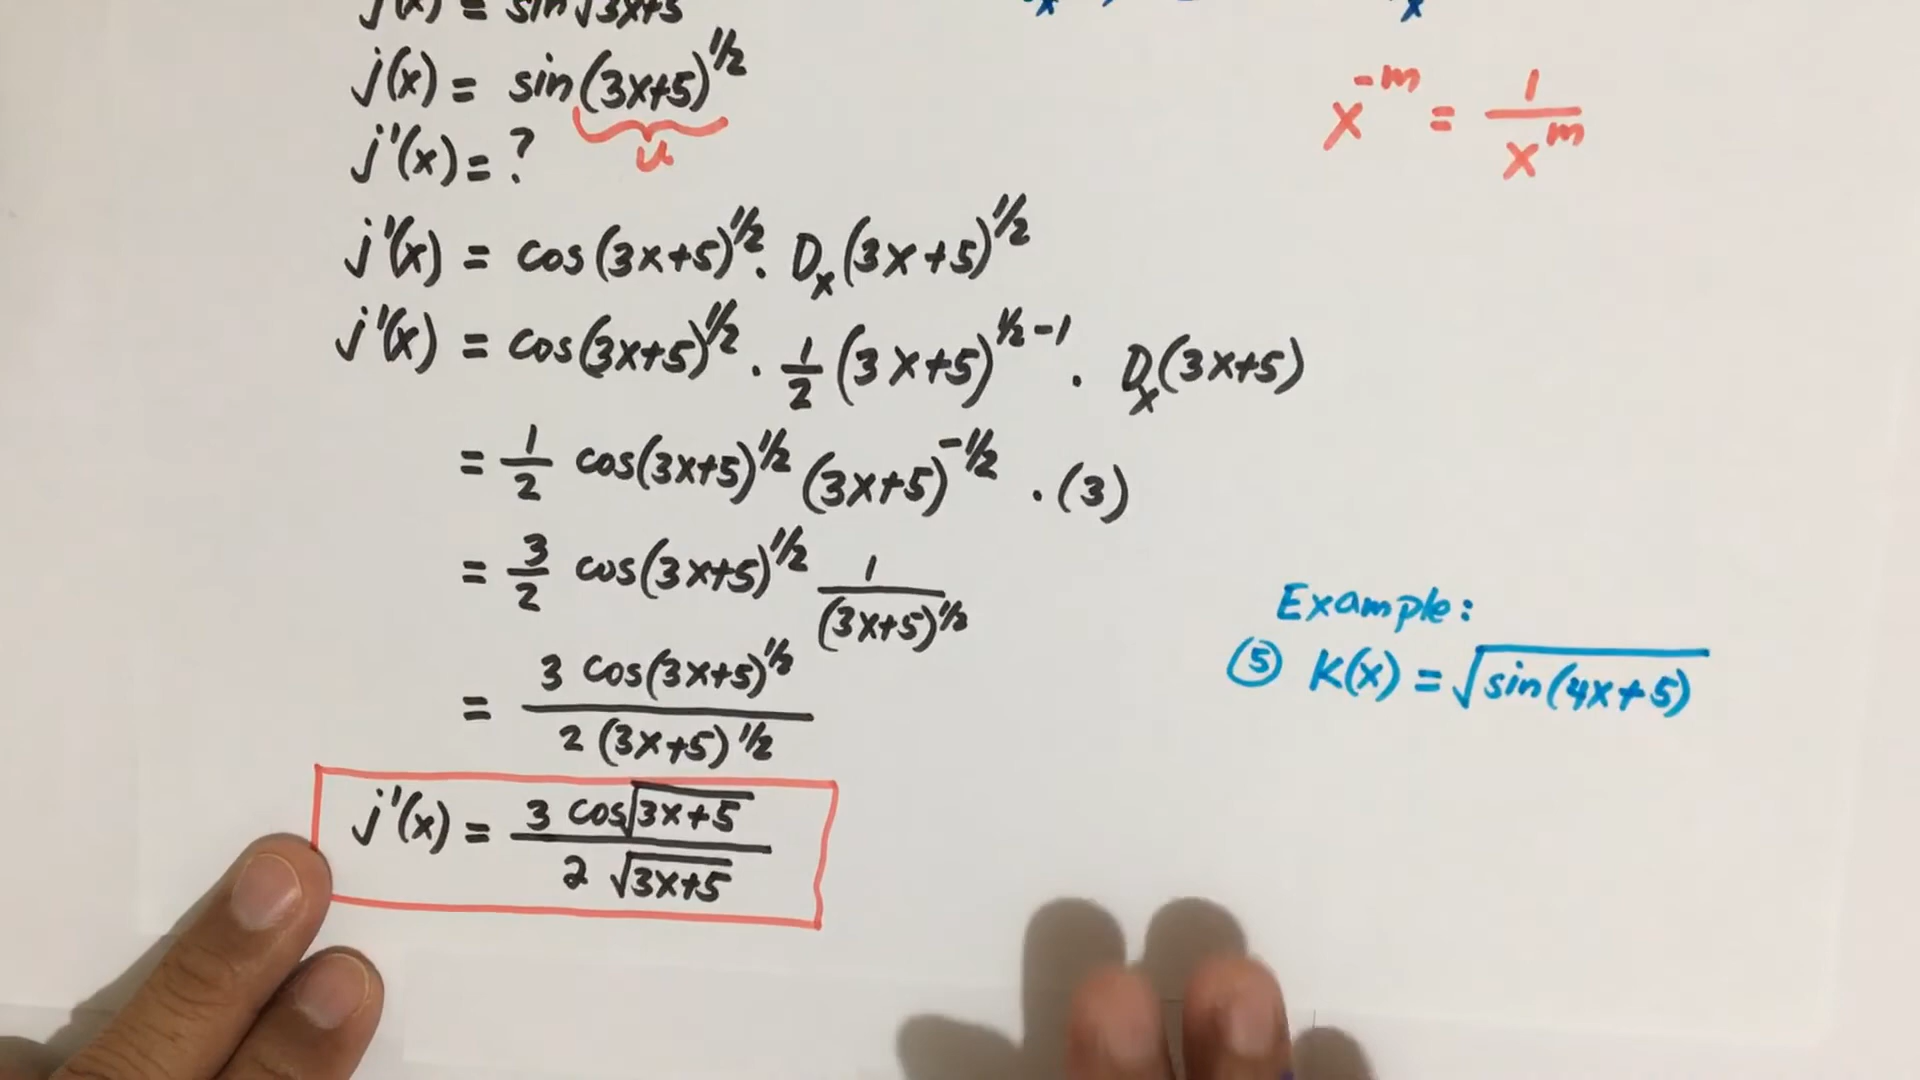 j(x) = sin√3x+5
j(x) = sin(3x+5)^1/2
u
j'(x) = ?
j'(x) = cos(3x+5)^1/2 · Dx(3x+5)^1/2
j'(x) = cos(3x+5)^1/2 · 1/2 (3x+5)^1/2-1 · Dx(3x+5)
= 1/2 cos(3x+5)^1/2 (3x+5)^-1/2 · (3)
= 3/2 cos(3x+5)^1/2 1/(3x+5)^1/2
= 3 cos(3x+5)^1/2 / 2 (3x+5)^1/2
j'(x) = 3 cos√3x+5 / 2 √3x+5
x^-m = 1/x^m
Example:
⑤ K(x) = √sin(4x+5)